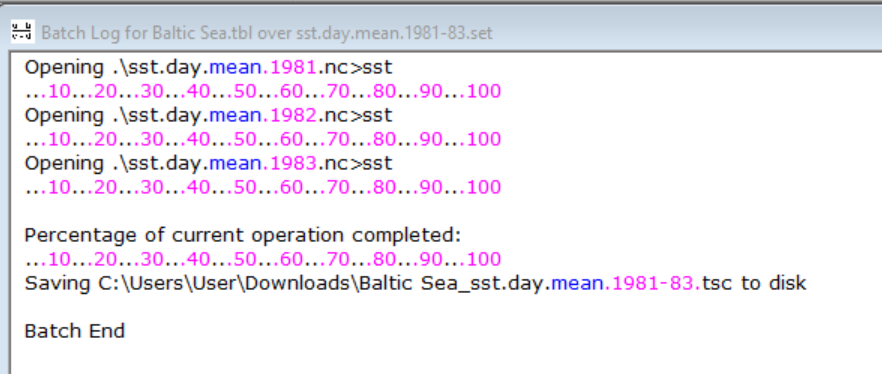 Batch Log for Baltic Sea.tbl over sst.day.mean.1981-83.set
Opening .\sst.day.mean.1981.nc>sst
...10...20...30...40...50...60...70...80...90...100
Opening .\sst.day.mean.1982.nc>sst
...10...20...30...40...50...60...70...80...90...100
Opening .\sst.day.mean.1983.nc>sst
...10...20...30...40...50...60...70...80...90...100
Percentage of current operation completed:
...10...20...30...40...50...60...70...80...90...100
Saving C:\Users\User\Downloads\Baltic Sea_sst.day.mean.1981-83.tsc to disk
Batch End